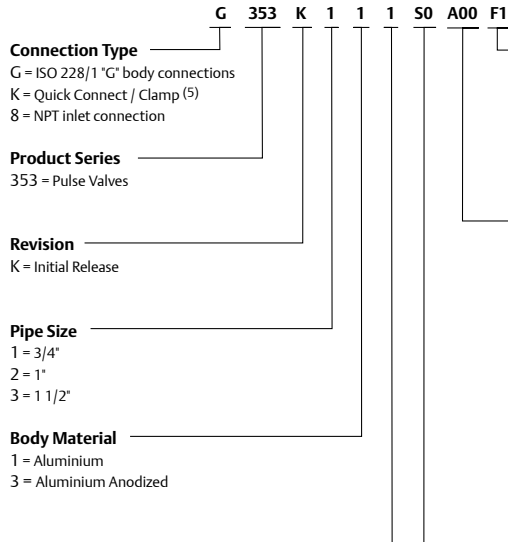 G 353 K 1 1 1 S0 A00 F1
Connection Type
G = ISO 228/1 "G" body connections
K = Quick Connect / Clamp (5)
8 = NPT inlet connection
Product Series
353 = Pulse Valves
Revision
K = Initial Release
Pipe Size
1 = 3/4"
2 = 1"
3 = 1 1/2"
Body Material
1 = Aluminium
3 = Aluminium Anodized